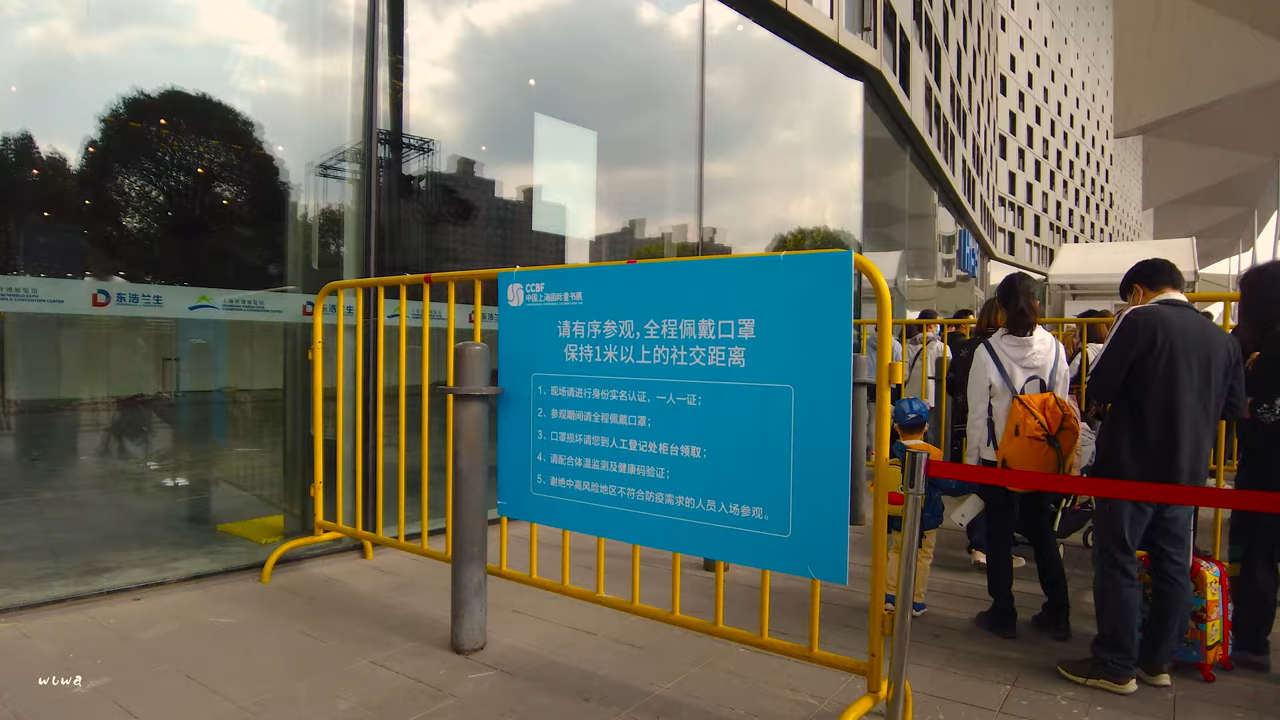 CCBF
中国上海国际童书展
请有序参观,全程佩戴口罩
保持1米以上的社交距离
1、现场请进行身份实名认证，一人一证；
2、参观期间请全程佩戴口罩；
3、口罩损坏请您到人工登记处柜台领取；
4、请配合体温监测及健康码验证；
5、谢绝中高风险地区不符合防疫需求的人员入场参观。
东浩兰生
东浩兰生
wuwa